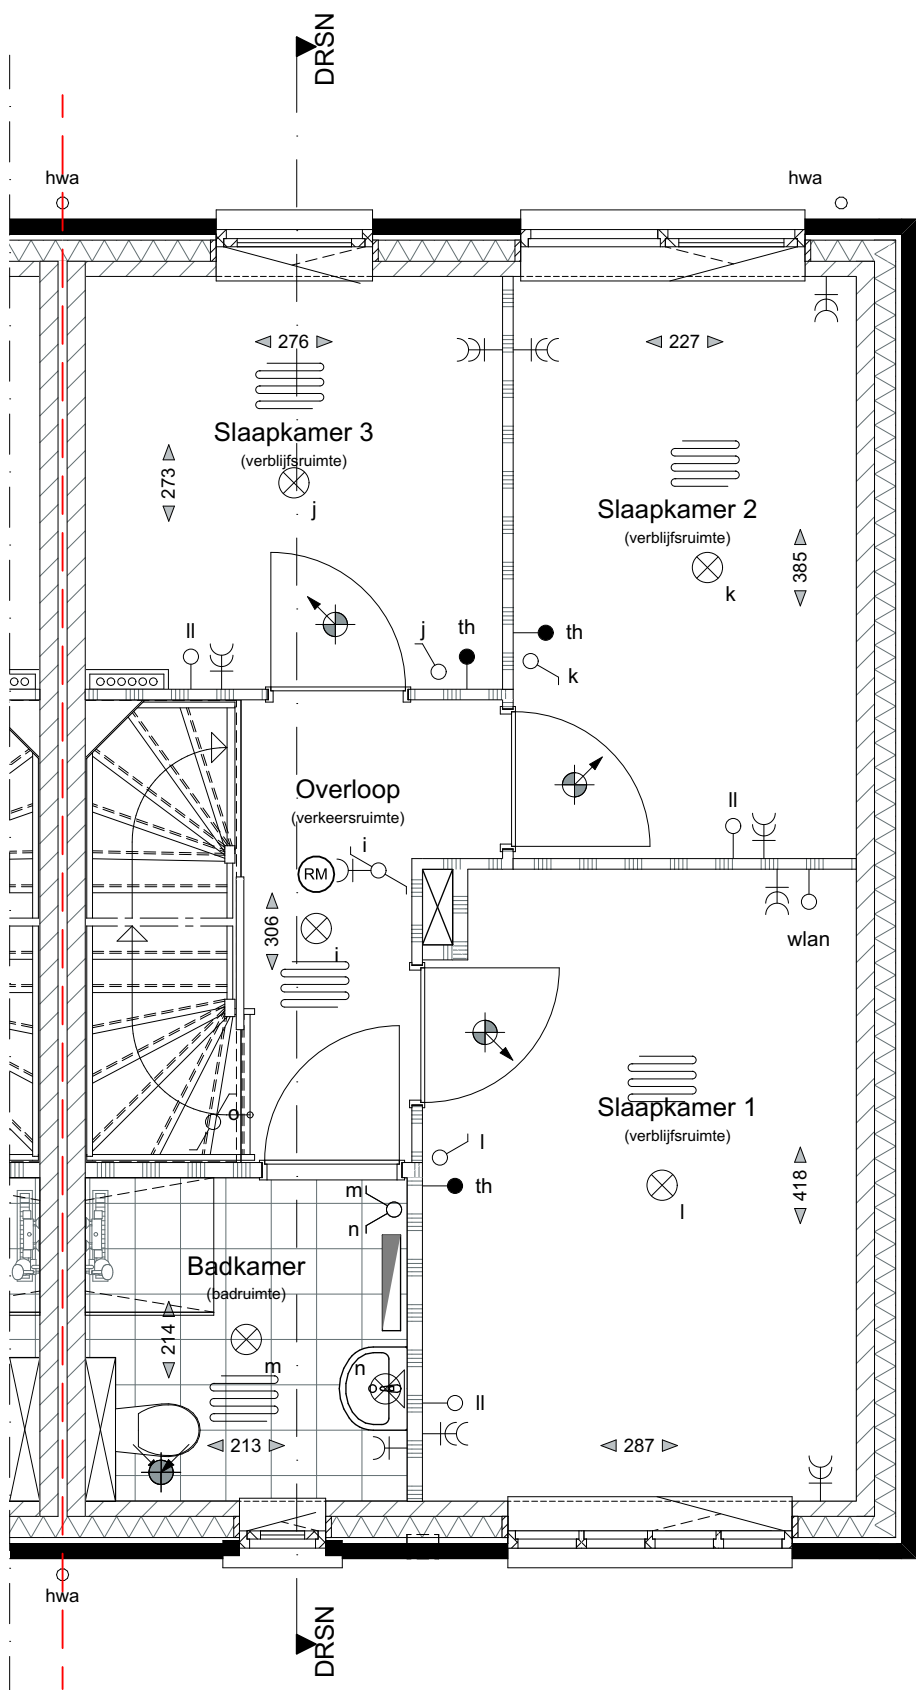 DRSN
hwa
hwa
276
227
Slaapkamer 3
(verblijfsruimte)
273
j
Slaapkamer 2
(verblijfsruimte)
385
k
ll
j
th
th
k
Overloop
(verkeersruimte)
i
RM
306
i
ll
wlan
Slaapkamer 1
(verblijfsruimte)
l
th
418
l
m
n
Badkamer
(badruimte)
214
m
n
ll
213
287
hwa
DRSN